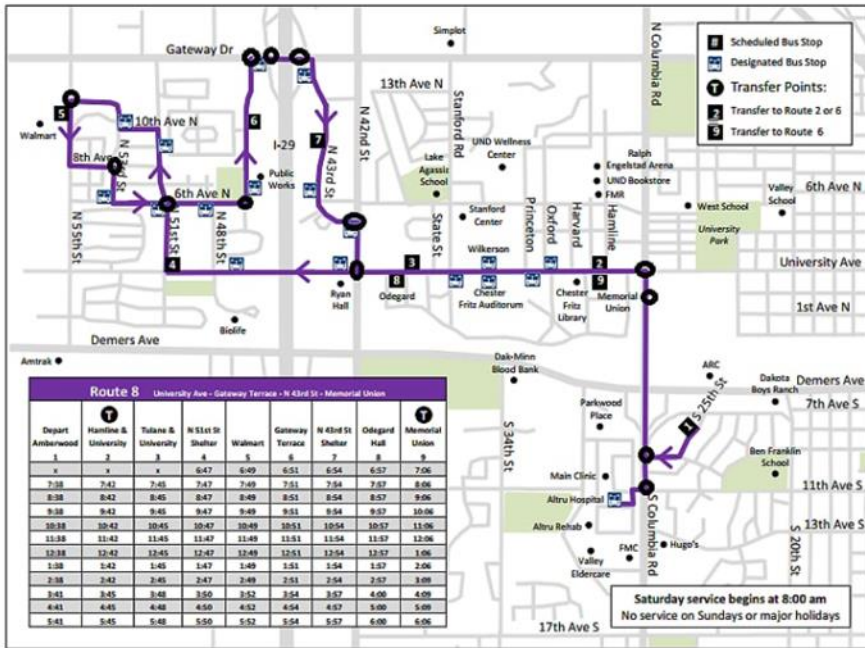 Simplot
Gateway Dr
N Columbia Rd
8 Scheduled Bus Stop
Designated Bus Stop
T Transfer Points:
2 Transfer to Route 2 or 6
9 Transfer to Route 6
13th Ave N
Stanford Rd
N 42nd St
5
Walmart
10th Ave N
6
I-29
7
N 43rd St
UND Wellness
Center
Ralph
Engelstad Arena
UND Bookstore
FMR
8th Ave
N 53rd St
Public
Works
Lake
Agassiz
School
6th Ave N
Valley
School
6th Ave N
West School
University
Park
N 55th St
N 51st St
N 48th St
State St
Stanford
Center
Princeton
Oxford
Harvard
Hamline
Wilkerson
University Ave
4
3
2
8
9
Ryan
Hall
Odegard
Chester
Fritz Auditorium
Chester
Fritz
Library
Memorial
Union
1st Ave N
Biolife
Demers Ave
Amtrak
Dak-Minn
Blood Bank
ARC
S 25th St
Dakota
Boys Ranch
Demers Ave
7th Ave S
Parkwood
Place
1
S 34th St
Ben Franklin
School
Main Clinic
11th Ave S
Altru Hospital
Altru Rehab
13th Ave S
S Columbia Rd
Hugo's
FMC
Valley
Eldercare
S 20th St
17th Ave S
Saturday service begins at 8:00 am
No service on Sundays or major holidays
Route 8 University Ave - Gateway Terrace - N 43rd St - Memorial Union
T T
Depart Amberwood Hamline & University Tulane & University N 51st St Shelter Walmart Gateway Terrace N 43rd St Shelter Odegard Hall Memorial Union
1 2 3 4 5 6 7 8 9
x x x 6:47 6:49 6:51 6:54 6:57 7:06
7:38 7:42 7:45 7:47 7:49 7:51 7:54 7:57 8:06
8:38 8:42 8:45 8:47 8:49 8:51 8:54 8:57 9:06
9:38 9:42 9:45 9:47 9:49 9:51 9:54 9:57 10:06
10:38 10:42 10:45 10:47 10:49 10:51 10:54 10:57 11:06
11:38 11:42 11:45 11:47 11:49 11:51 11:54 11:57 12:06
12:38 12:42 12:45 12:47 12:49 12:51 12:54 12:57 1:06
1:38 1:42 1:45 1:47 1:49 1:51 1:54 1:57 2:06
2:38 2:42 2:45 2:47 2:49 2:51 2:54 2:57 3:09
3:41 3:45 3:48 3:50 3:52 3:54 3:57 4:00 4:09
4:41 4:45 4:48 4:50 4:52 4:54 4:57 5:00 5:09
5:41 5:45 5:48 5:50 5:52 5:54 5:57 6:00 6:06